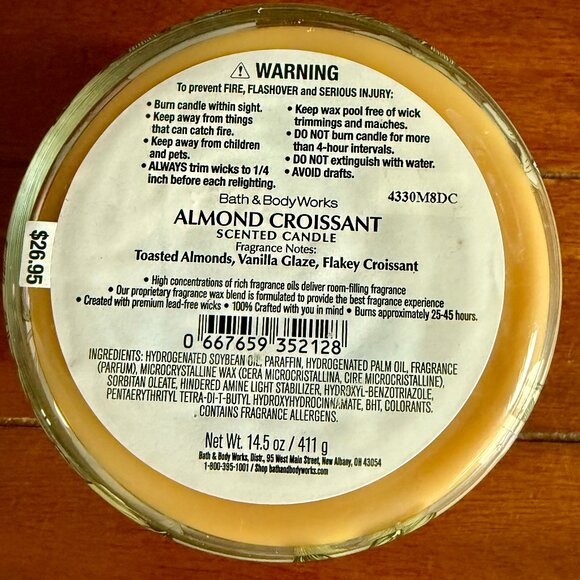 ⚠ WARNING
To prevent FIRE, FLASHOVER and SERIOUS INJURY:
• Burn candle within sight.
• Keep away from things
that can catch fire.
• Keep away from children
and pets.
• ALWAYS trim wicks to 1/4
inch before each relighting.
• Keep wax pool free of wick
trimmings and matches.
• DO NOT burn candle for more
than 4-hour intervals.
• DO NOT extinguish with water.
• AVOID drafts.
Bath & Body Works
4330M8DC
ALMOND CROISSANT
SCENTED CANDLE
Fragrance Notes:
Toasted Almonds, Vanilla Glaze, Flakey Croissant
$26.95
• High concentrations of rich fragrance oils deliver room-filling fragrance
• Our proprietary fragrance wax blend is formulated to provide the best fragrance experience
• Created with premium lead-free wicks • 100% Crafted with you in mind • Burns approximately 25-45 hours.
0 667659 352128
INGREDIENTS: HYDROGENATED SOYBEAN OIL, PARAFFIN, HYDROGENATED PALM OIL, FRAGRANCE
(PARFUM), MICROCRYSTALLINE WAX (CERA MICROCRISTALLINA, CIRE MICROCRISTALLINE),
SORBITAN OLEATE, HINDERED AMINE LIGHT STABILIZER, HYDROXYL-BENZOTRIAZOLE,
PENTAERYTHRITYL TETRA-DI-T-BUTYL HYDROXYHYDROCINNAMATE, BHT, COLORANTS.
CONTAINS FRAGRANCE ALLERGENS.
Net Wt. 14.5 oz / 411 g
Bath & Body Works, Distr., 95 West Main Street, New Albany, OH 43054
1-800-395-1001 / Shop bathandbodyworks.com